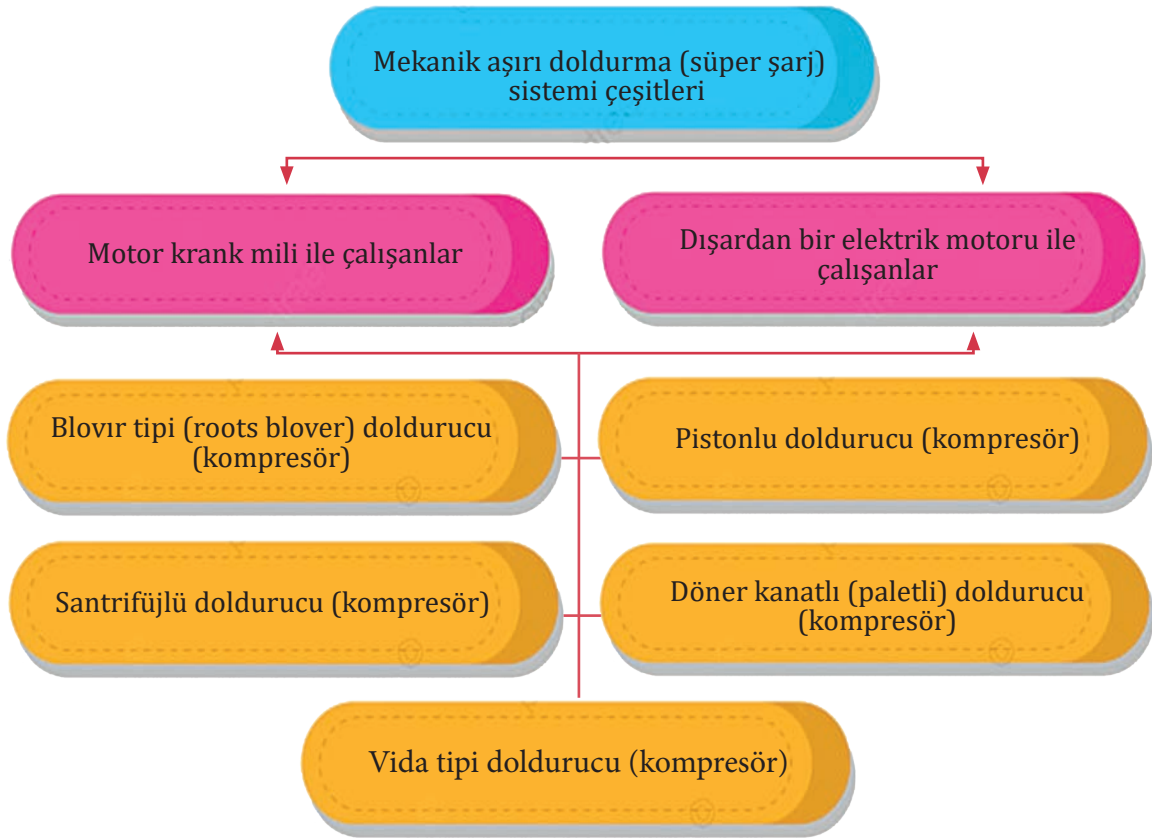 Mekanik aşırı doldurma (süper şarj)
sistemi çeşitleri
Motor krank mili ile çalışanlar
Dışardan bir elektrik motoru ile
çalışanlar
Blovır tipi (roots blover) doldurucu
(kompresör)
Pistonlu doldurucu (kompresör)
Santrifüjlü doldurucu (kompresör)
Döner kanatlı (paletli) doldurucu
(kompresör)
Vida tipi doldurucu (kompresör)